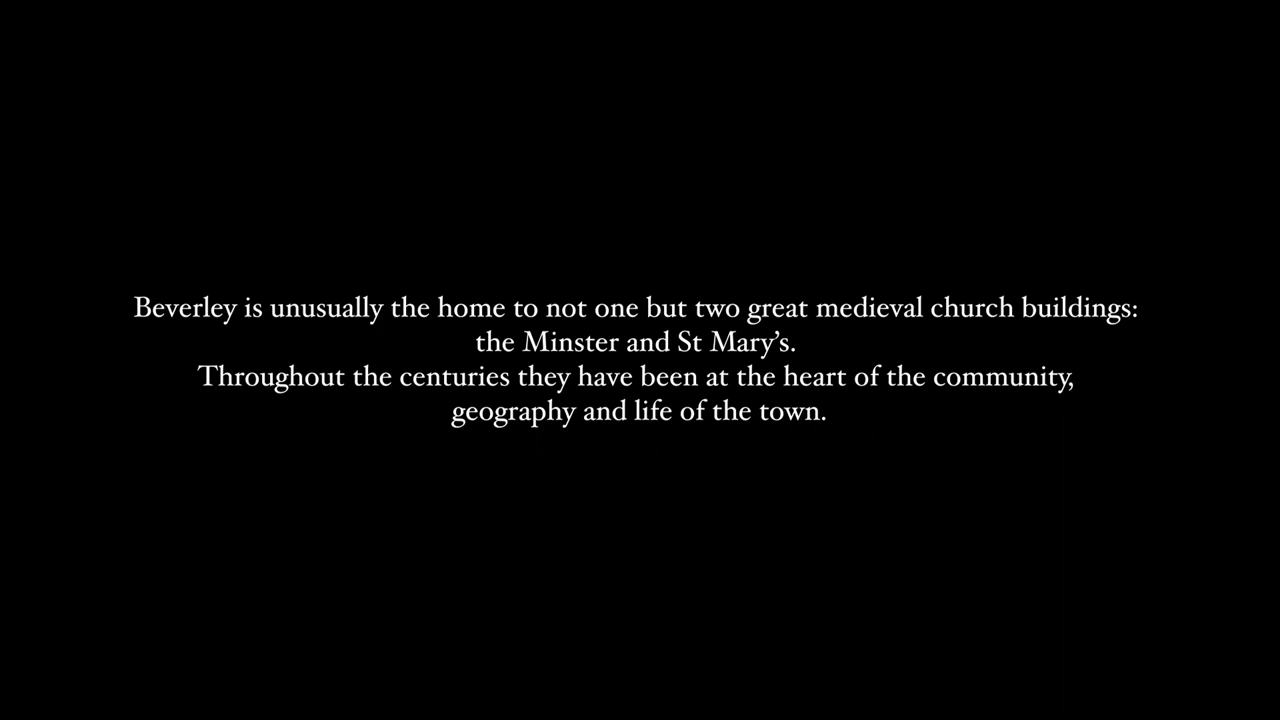 Beverley is unusually the home to not one but two great medieval church buildings:
the Minster and St Mary’s.
Throughout the centuries they have been at the heart of the community,
geography and life of the town.